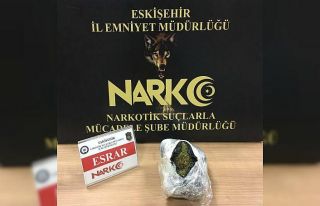 ESKİŞEHİR
İL EMNİYET MÜDÜRLÜĞÜ
NARKO
NARKOTİK SUÇLARLA
MÜCADELE ŞUBE MÜDÜRLÜĞÜ
ESRAR
NARKO